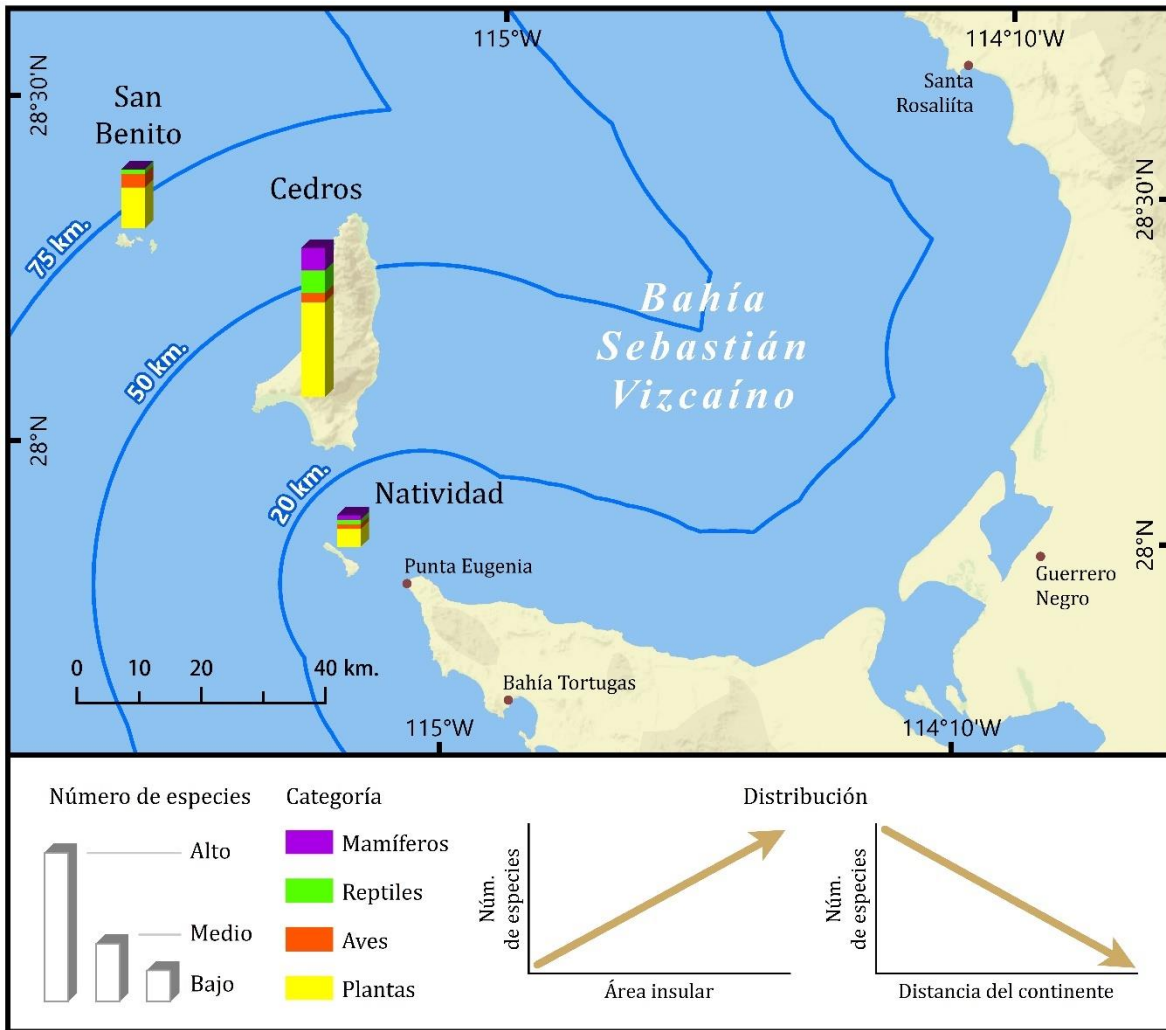 115°W
114°10'W
28°30'N
San
Benito
Santa
Rosaliíta
Cedros
28°30'N
75 km.
Bahía
Sebastián
Vizcaíno
50 km.
28°N
20 km.
Natividad
28°N
Punta Eugenia
Guerrero
Negro
0 10 20 40 km.
Bahía Tortugas
115°W
114°10'W
Número de especies
Alto
Medio
Bajo
Categoría
Mamíferos
Reptiles
Aves
Plantas
Distribución
Núm.
de especies
Área insular
Núm.
de especies
Distancia del continente